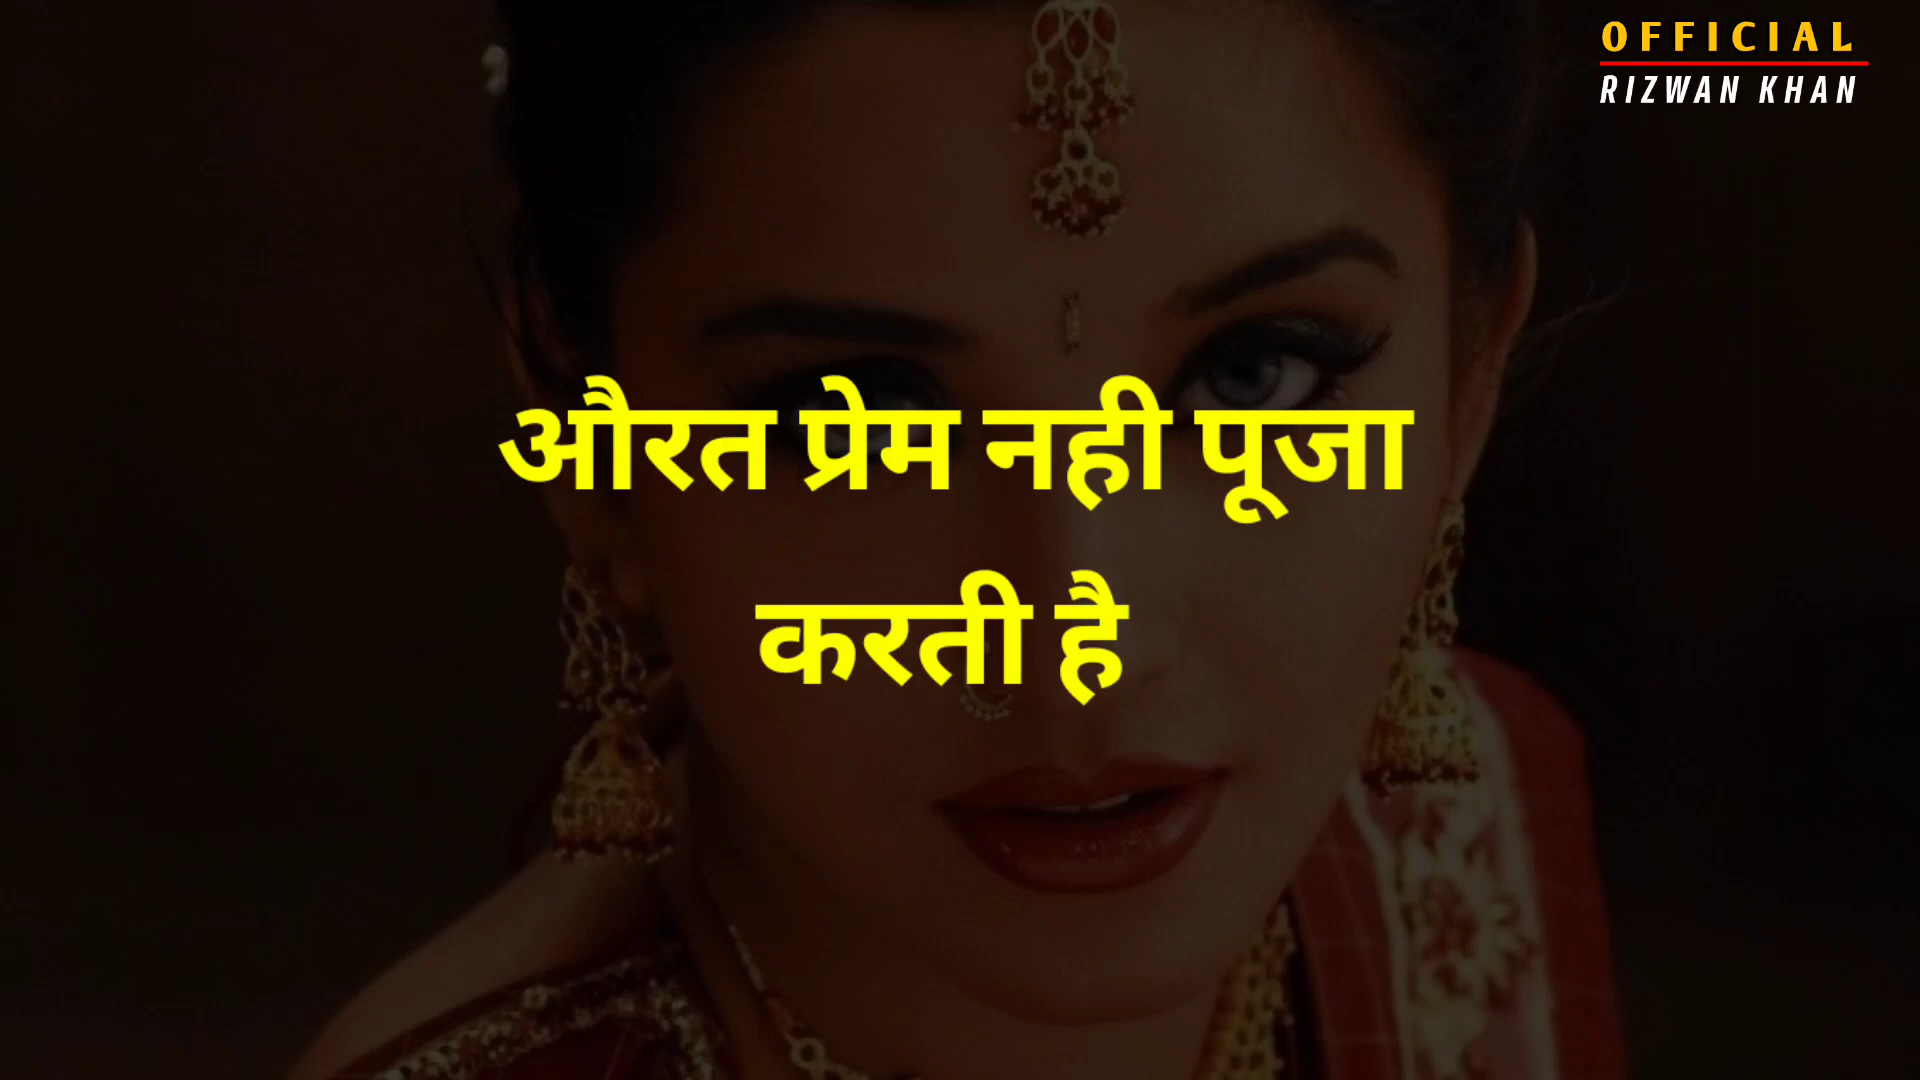 OFFICIAL
RIZWAN KHAN
औरत प्रेम नही पूजा
करती है